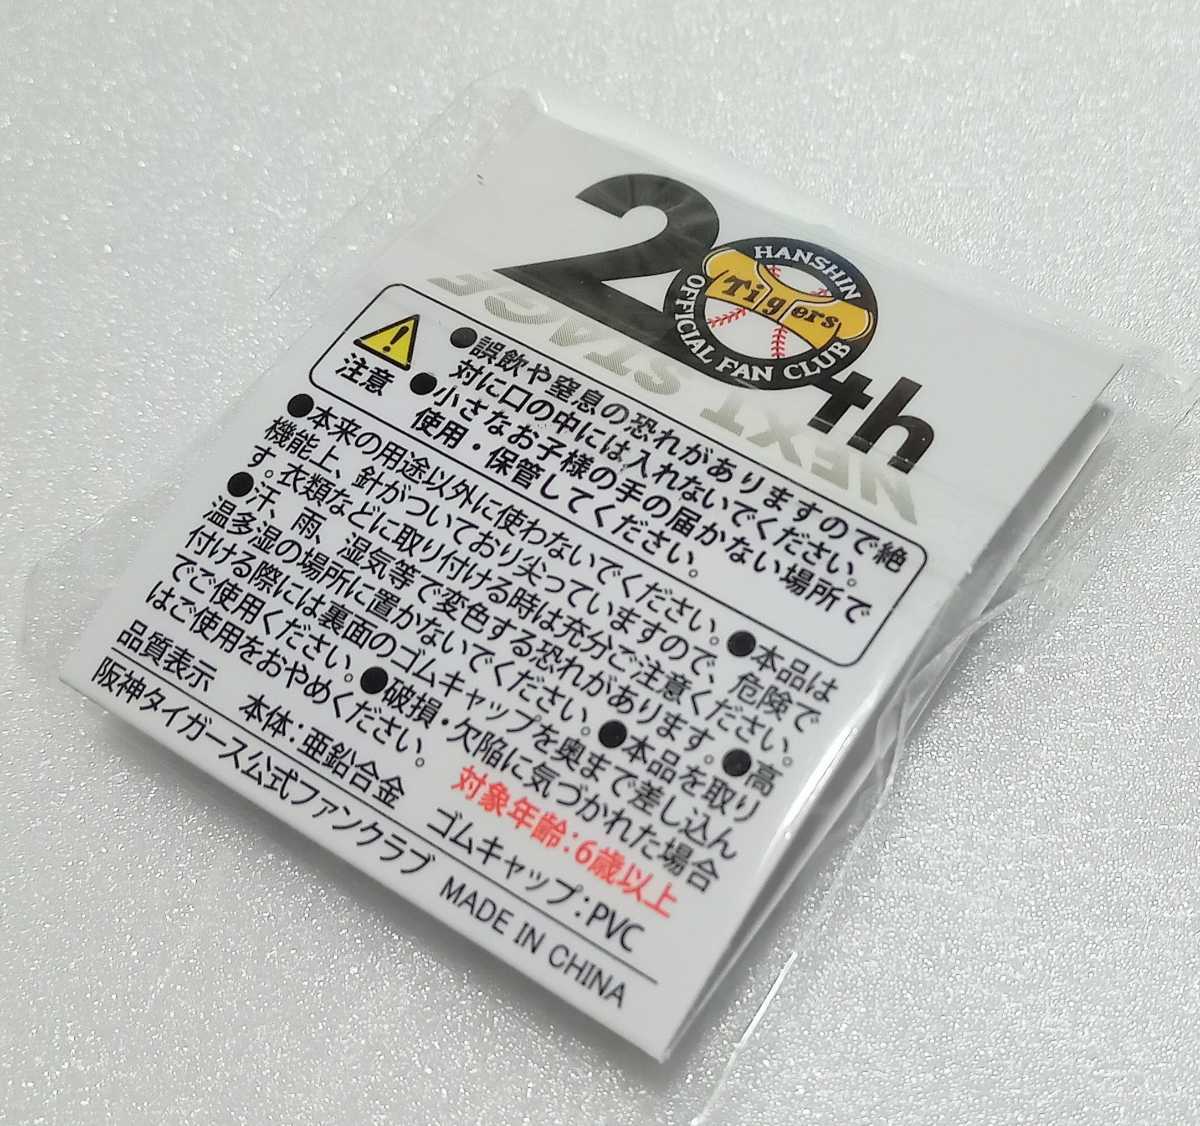 20th
HANSHIN
Tigers
OFFICIAL FAN CLUB
NEXT STAGE
注意
●誤飲や窒息の恐れがありますので絶
対に口の中には入れないでください。
●小さなお子様の手の届かない場所で
使用・保管してください。
●本来の用途以外に使わないでください。●本品は
機能上、針がついており尖っていますので、危険で
す。衣類などに取り付ける時は充分ご注意ください。
●汗、雨、湿気等で変色する恐れがあります。●高
温多湿の場所に置かないでください。●本品を取り
付ける際には裏面のゴムキャップを奥まで差し込ん
でご使用ください。●破損・欠陥に気づかれた場合
はご使用をおやめください。
対象年齢：6歳以上
品質表示 本体：亜鉛合金 ゴムキャップ：PVC
阪神タイガース公式ファンクラブ MADE IN CHINA